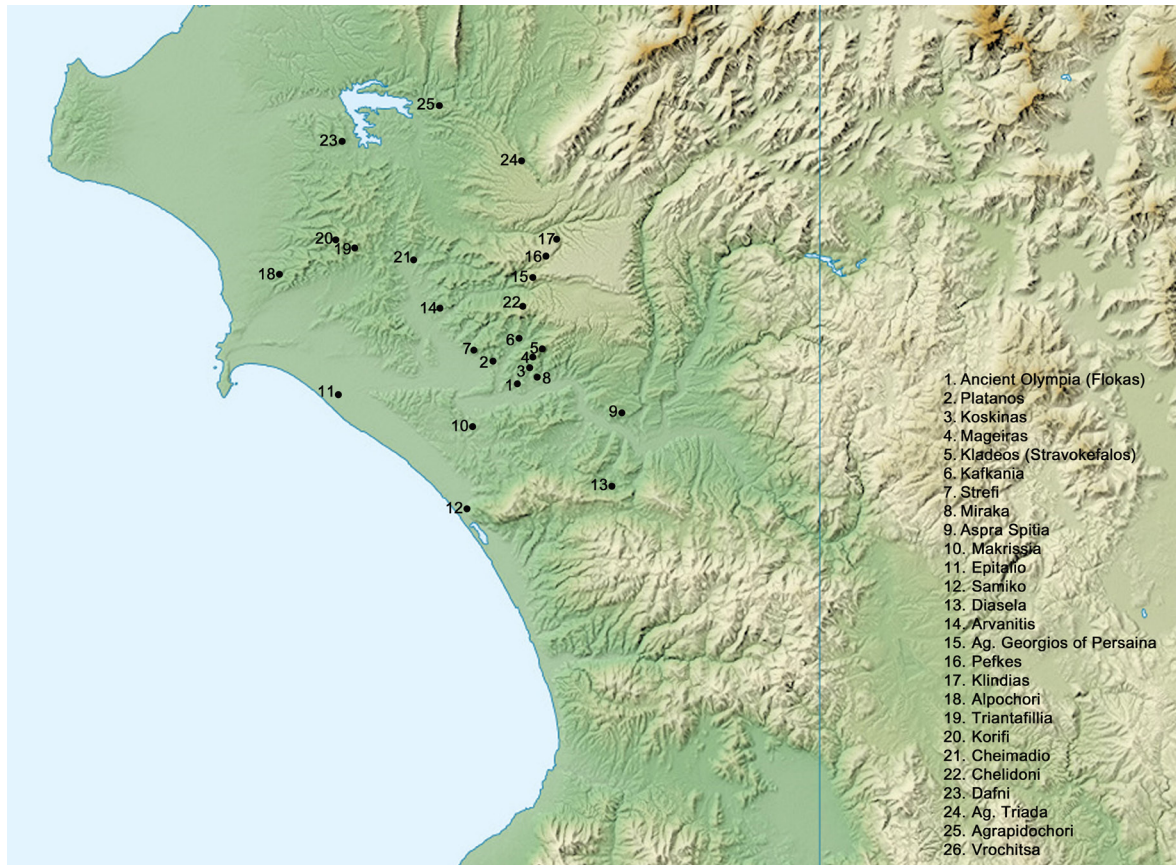 25
23
24
20
19
17
21
16
18
15
22
14
6
7
5
4
2
3
8
1
11
9
10
13
12
1. Ancient Olympia (Flokas)
2. Platanos
3. Koskinas
4. Mageiras
5. Kladeos (Stravokefalos)
6. Kafkania
7. Strefi
8. Miraka
9. Aspra Spitia
10. Makrissia
11. Epitalio
12. Samiko
13. Diasela
14. Arvanitis
15. Ag. Georgios of Persaina
16. Pefkes
17. Klindias
18. Alpochori
19. Triantafillia
20. Korifi
21. Cheimadio
22. Chelidoni
23. Dafni
24. Ag. Triada
25. Agrapidochori
26. Vrochitsa